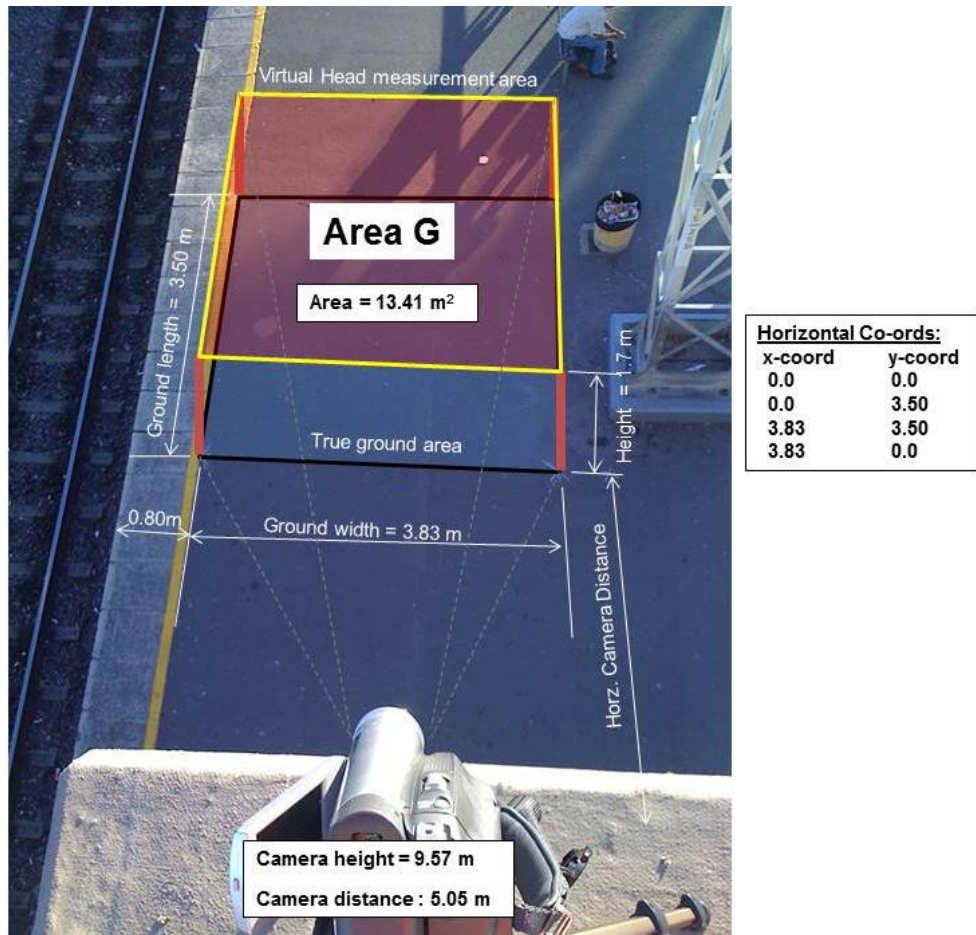 Virtual Head measurement area
Ground length = 3.50 m
Area G
Area = 13.41 m²
Height = 1.7 m
True ground area
0.80m
Ground width = 3.83 m
Horz. Camera Distance
Camera height = 9.57 m
Camera distance : 5.05 m
Horizontal Co-ords:
x-coord y-coord
0.0 0.0
0.0 3.50
3.83 3.50
3.83 0.0